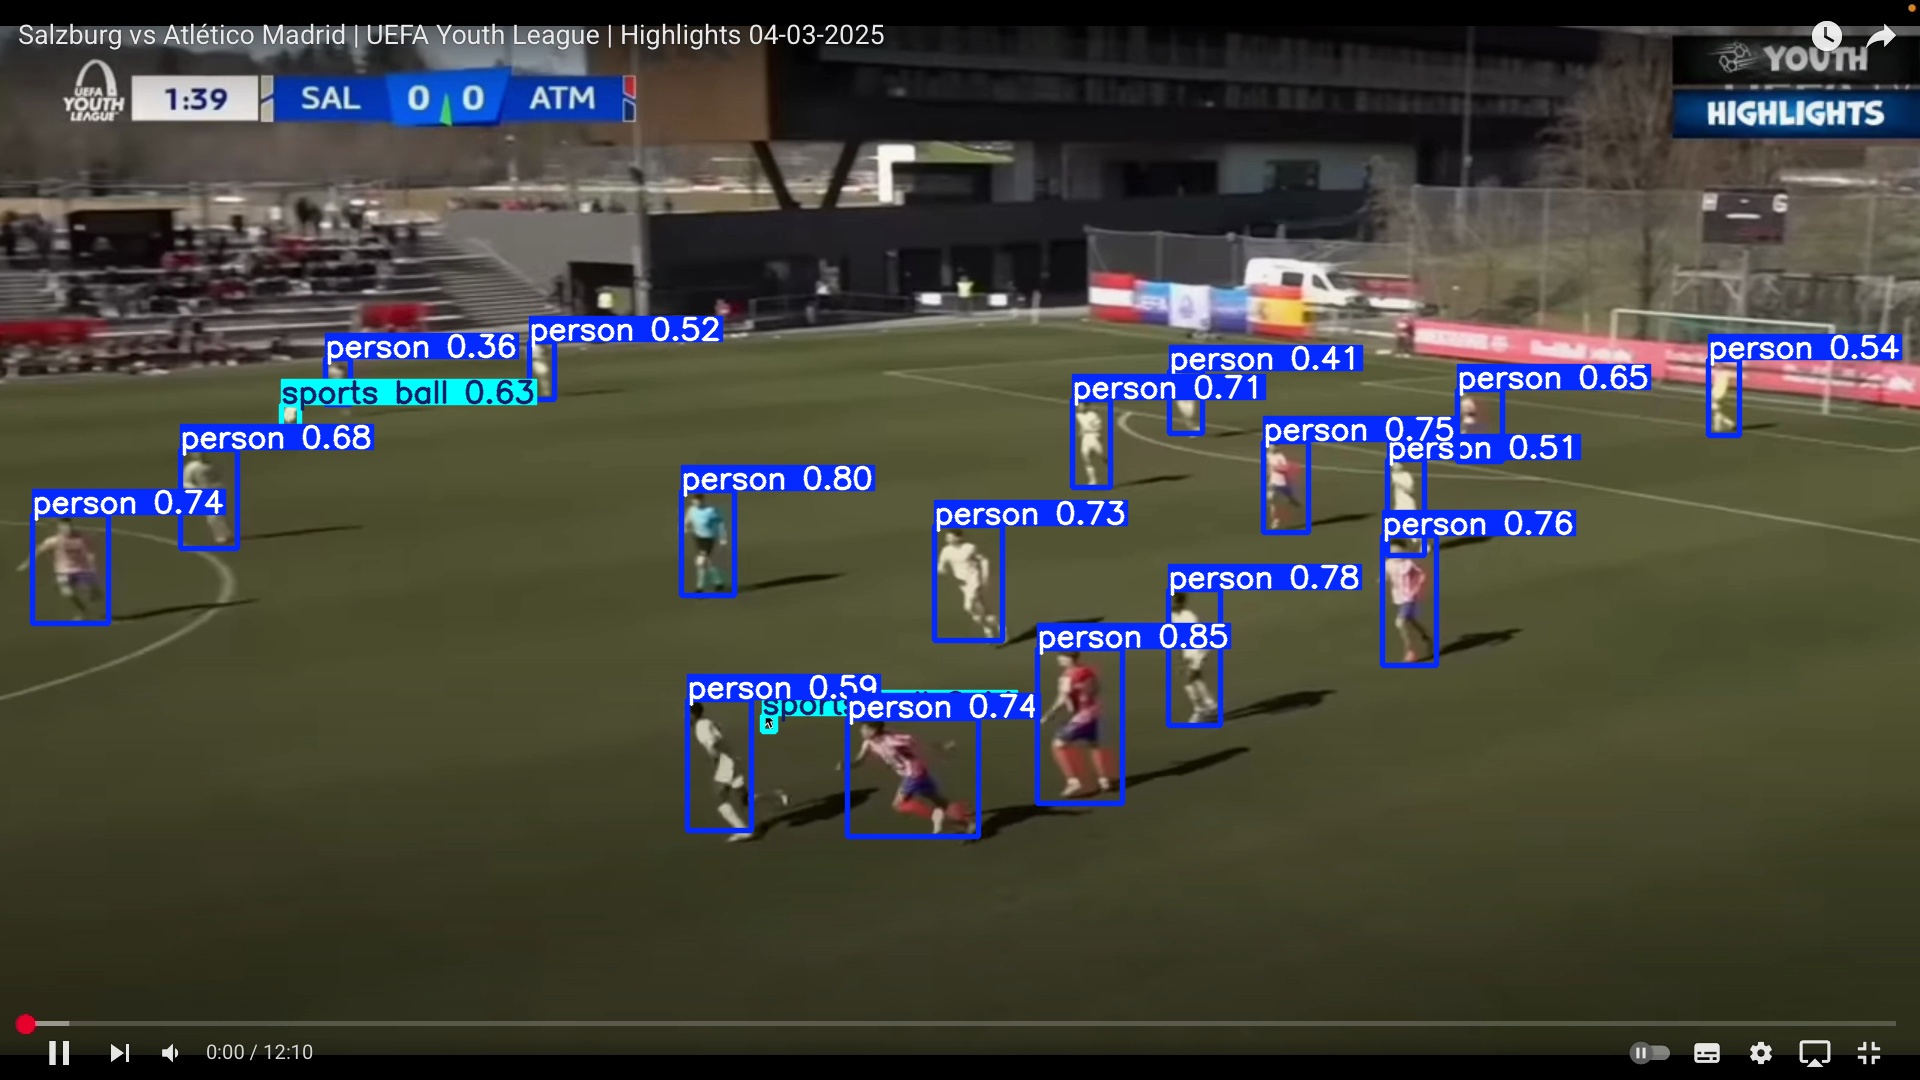 Salzburg vs Atlético Madrid | UEFA Youth League | Highlights 04-03-2025
UEFA
YOUTH
LEAGUE
1:39
SAL
0
0
ATM
YOUTH
HIGHLIGHTS
G
UEFA
person 0.52
person 0.36
person 0.54
person 0.41
person 0.65
person 0.71
sports ball 0.63
person 0.75
person 0.68
person 0.51
person 0.80
person 0.74
person 0.73
person 0.76
person 0.78
person 0.85
person 0.59
sports
person 0.74
0:00 / 12:10